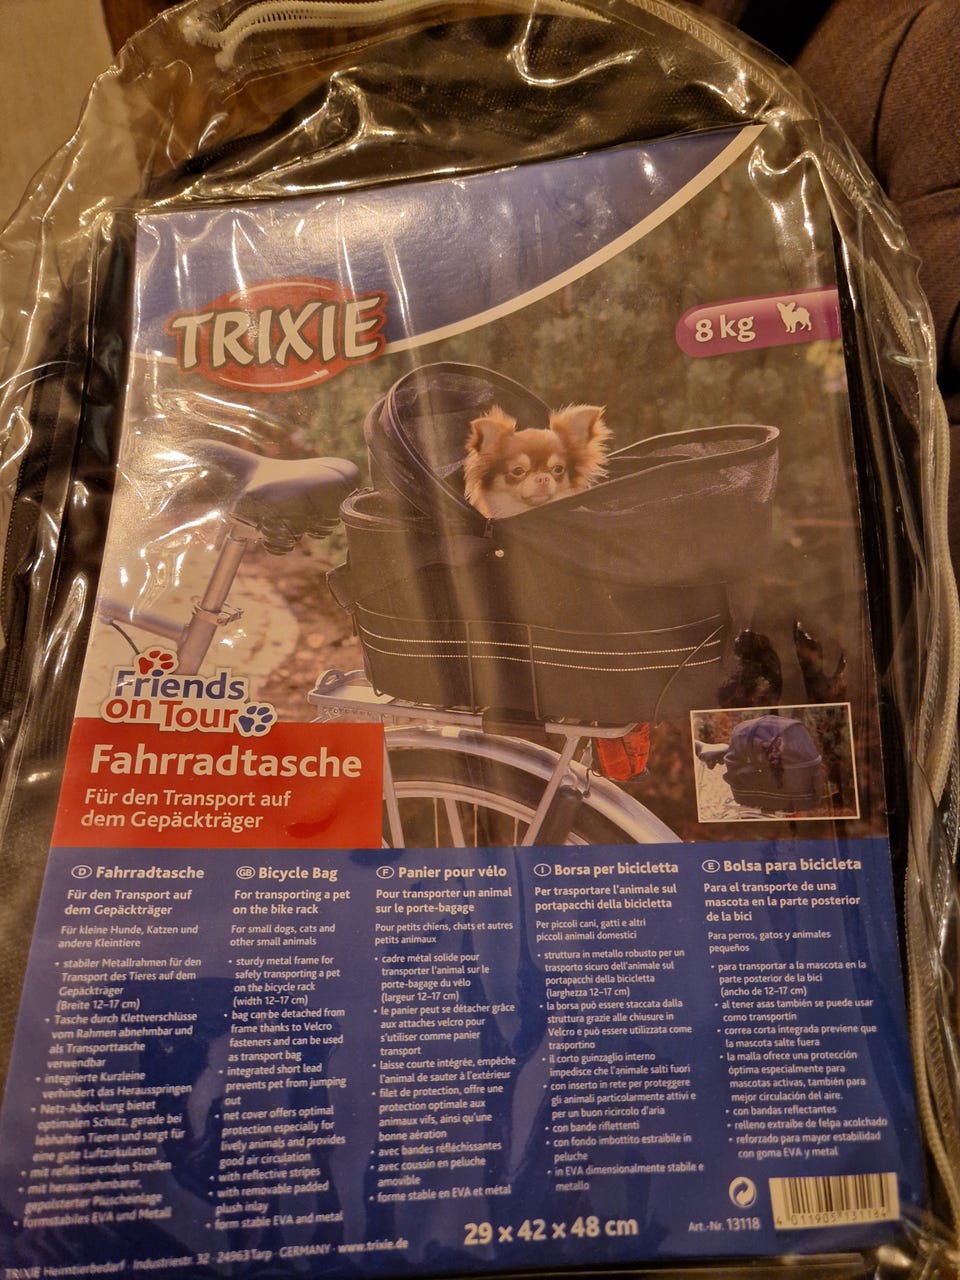 TRIXIE
8 kg
Friends
on Tour
Fahrradtasche
Für den Transport auf
dem Gepäckträger
D Fahrradtasche
Für den Transport auf
dem Gepäckträger
Für kleine Hunde, Katzen und
andere Kleintiere
• stabiler Metallrahmen für den
Transport des Tieres auf dem
Gepäckträger
(Breite 12–17 cm)
• Tasche durch Klettverschlüsse
vom Rahmen abnehmbar und
als Transporttasche
verwendbar
• integrierte Kurzleine
verhindert das Herausspringen
• Netz-Abdeckung bietet
optimalen Schutz, gerade bei
lebhaften Tieren und sorgt für
eine gute Luftzirkulation
• mit reflektierenden Streifen
• mit herausnehmbarer,
gepolsterter Plüscheinlage
• formstabiles EVA und Metall
GB Bicycle Bag
For transporting a pet
on the bike rack
For small dogs, cats and
other small animals
• sturdy metal frame for
safely transporting a pet
on the bicycle rack
(width 12–17 cm)
• bag can be detached from
frame thanks to Velcro
fasteners and can be used
as transport bag
• integrated short lead
prevents pet from jumping
out
• net cover offers optimal
protection especially for
lively animals and provides
good air circulation
• with reflective stripes
• with removable padded
plush inlay
• form stable EVA and metal
F Panier pour vélo
Pour transporter un animal
sur le porte-bagage
Pour petits chiens, chats et autres
petits animaux
• cadre métal solide pour
transporter l'animal sur le
porte-bagage du vélo
(largeur 12–17 cm)
• le panier peut se détacher grâce
aux attaches velcro pour
s'utiliser comme panier
transport
• laisse courte intégrée, empêche
l'animal de sauter à l'extérieur
• filet de protection, offre une
protection optimale aux
animaux vifs, ainsi qu'une
bonne aération
• avec bandes réfléchissantes
• avec coussin en peluche
amovible
• forme stable en EVA et métal
I Borsa per bicicletta
Per trasportare l'animale sul
portapacchi della bicicletta
Per piccoli cani, gatti e altri
piccoli animali domestici
• struttura in metallo robusto per un
trasporto sicuro dell'animale sul
portapacchi della bicicletta
(larghezza 12–17 cm)
• la borsa può essere staccata dalla
struttura grazie alle chiusure in
Velcro e può essere utilizzata come
trasportino
• il corto guinzaglio interno
impedisce che l'animale salti fuori
• con inserto in rete per proteggere
gli animali particolarmente attivi e
per un buon ricircolo d'aria
• con bande riflettenti
• con fondo imbottito estraibile in
peluche
• in EVA dimensionalmente stabile e
metallo
E Bolsa para bicicleta
Para el transporte de una
mascota en la parte posterior
de la bici
Para perros, gatos y animales
pequeños
• para transportar a la mascota en la
parte posterior de la bici
(ancho de 12–17 cm)
• al tener asas también se puede usar
como transportín
• correa corta integrada previene que
la mascota salte fuera
• la malla ofrece una protección
óptima especialmente para
mascotas activas, también para
mejor circulación del aire.
• con bandas reflectantes
• relleno extraíble de felpa acolchado
• reforzado para mayor estabilidad
con goma EVA y metal
29 x 42 x 48 cm
Art.-Nr. 13118
4 011905 131184
TRIXIE Heimtierbedarf · Industriestr. 32 · 24963 Tarp · GERMANY · www.trixie.de